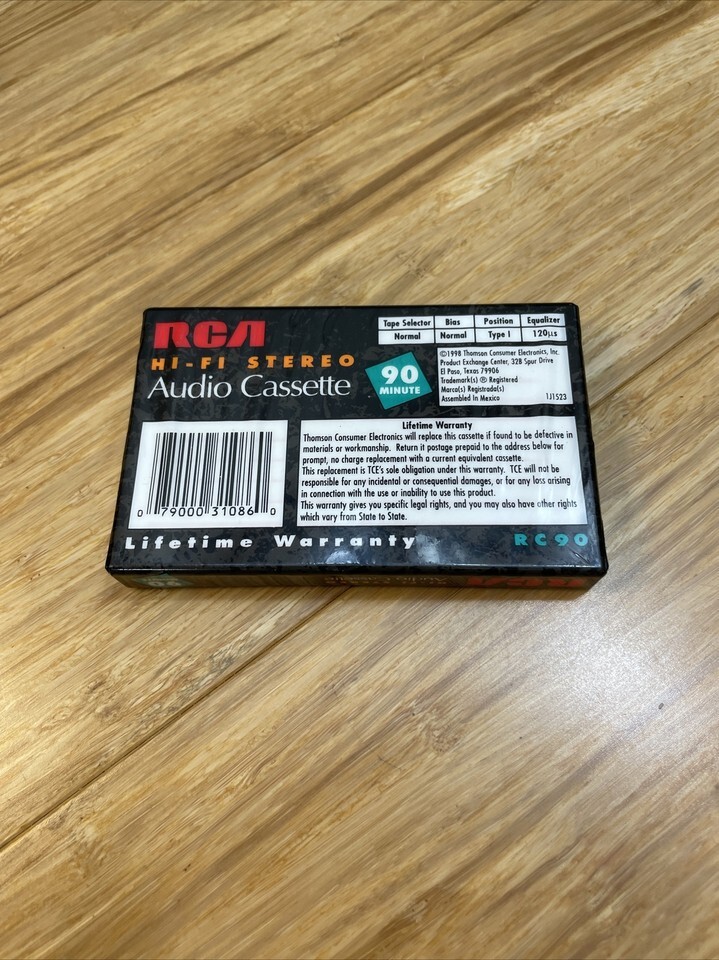 RCA
HI-FI STEREO
Audio Cassette
90
MINUTE
Tape Selector Bias Position Equalizer
Normal Normal Type I 120µs
©1998 Thomson Consumer Electronics, Inc.
Product Exchange Center, 32B Spur Drive
El Paso, Texas 79906
Trademark(s) ® Registered
Marca(s) Registrada(s)
Assembled In Mexico 1J1523
0 79000 31086 0
Lifetime Warranty
Thomson Consumer Electronics will replace this cassette if found to be defective in
materials or workmanship. Return it postage prepaid to the address below for
prompt, no charge replacement with a current equivalent cassette.
This replacement is TCE's sole obligation under this warranty. TCE will not be
responsible for any incidental or consequential damages, or for any loss arising
in connection with the use or inability to use this product.
This warranty gives you specific legal rights, and you may also have other rights
which vary from State to State.
Lifetime Warranty RC90
RCA